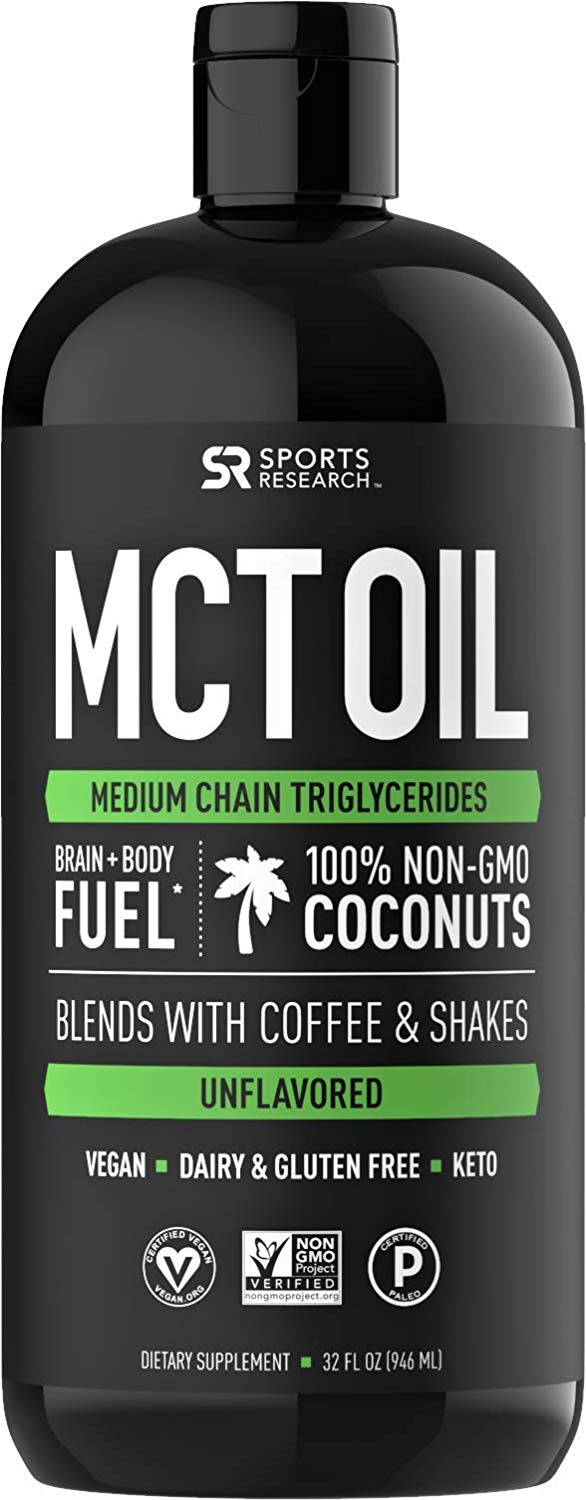 SR SPORTS
RESEARCH™
MCT OIL
MEDIUM CHAIN TRIGLYCERIDES
BRAIN + BODY
FUEL*
100% NON-GMO
COCONUTS
BLENDS WITH COFFEE & SHAKES
UNFLAVORED
VEGAN ▪ DAIRY & GLUTEN FREE ▪ KETO
CERTIFIED VEGAN
V
VEGAN.ORG
NON
GMO
Project
VERIFIED
nongmoproject.org
CERTIFIED
P
PALEO
DIETARY SUPPLEMENT ▪ 32 FL OZ (946 ML)